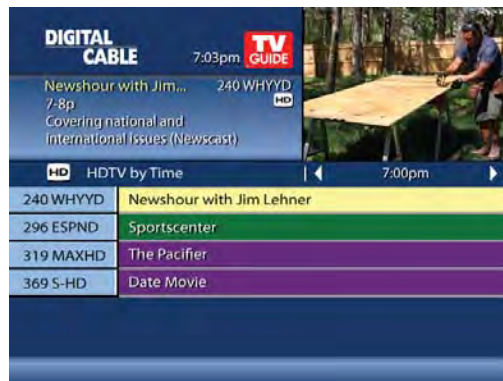 DIGITAL
CABLE
7:03pm
TV
GUIDE
Newshour with Jim... 240 WHYYD
HD
7-8p
Covering national and
international issues (Newscast)
HD HDTV by Time 7:00pm
240 WHYYD Newshour with Jim Lehner
296 ESPND Sportscenter
319 MAXHD The Pacifier
369 S-HD Date Movie